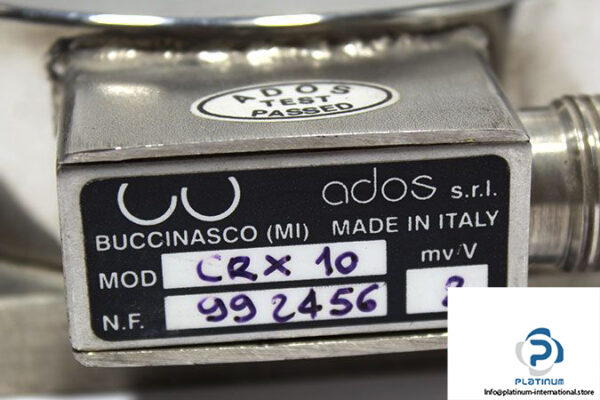 ADOS
TEST
PASSED
ados s.r.l.
BUCCINASCO (MI) MADE IN ITALY
MOD CRX 10 mv/V
N.F. 992456 2
PLATINUM
Info@platinum-international.store